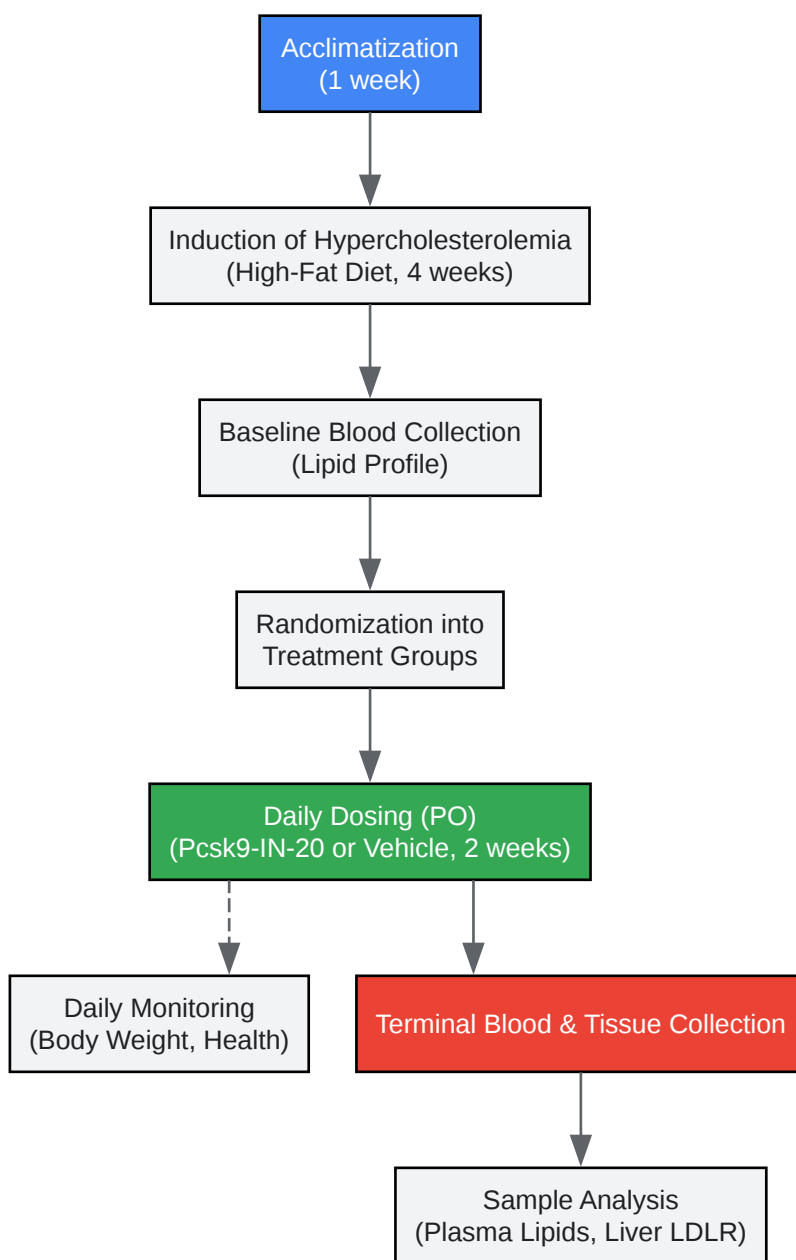 Acclimatization
(1 week)
Induction of Hypercholesterolemia
(High-Fat Diet, 4 weeks)
Baseline Blood Collection
(Lipid Profile)
Randomization into
Treatment Groups
Daily Dosing (PO)
(Pcsk9-IN-20 or Vehicle, 2 weeks)
Daily Monitoring
(Body Weight, Health)
Terminal Blood & Tissue Collection
Sample Analysis
(Plasma Lipids, Liver LDLR)